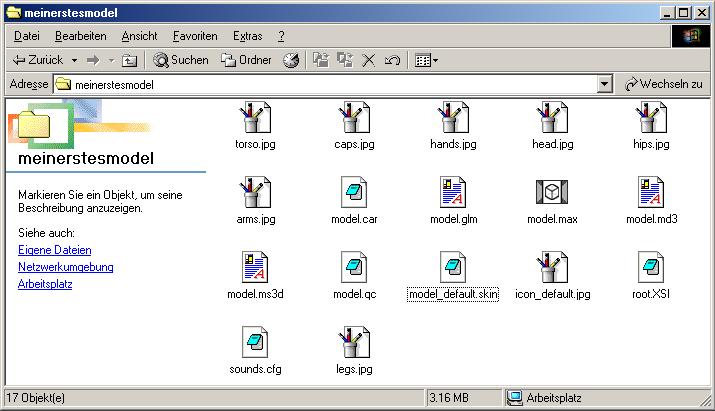 meinerstesmodel
Datei Bearbeiten Ansicht Favoriten Extras ?
Zurück Suchen Ordner
Adresse meinerstesmodel Wechseln zu
meinerstesmodel
Markieren Sie ein Objekt, um seine
Beschreibung anzuzeigen.
Siehe auch:
Eigene Dateien
Netzwerkumgebung
Arbeitsplatz
torso.jpg caps.jpg hands.jpg head.jpg hips.jpg
arms.jpg model.car model.glm model.max model.md3
model.ms3d model.qc model_default.skin icon_default.jpg root.XSI
sounds.cfg legs.jpg
17 Objekt(e) 3.16 MB Arbeitsplatz